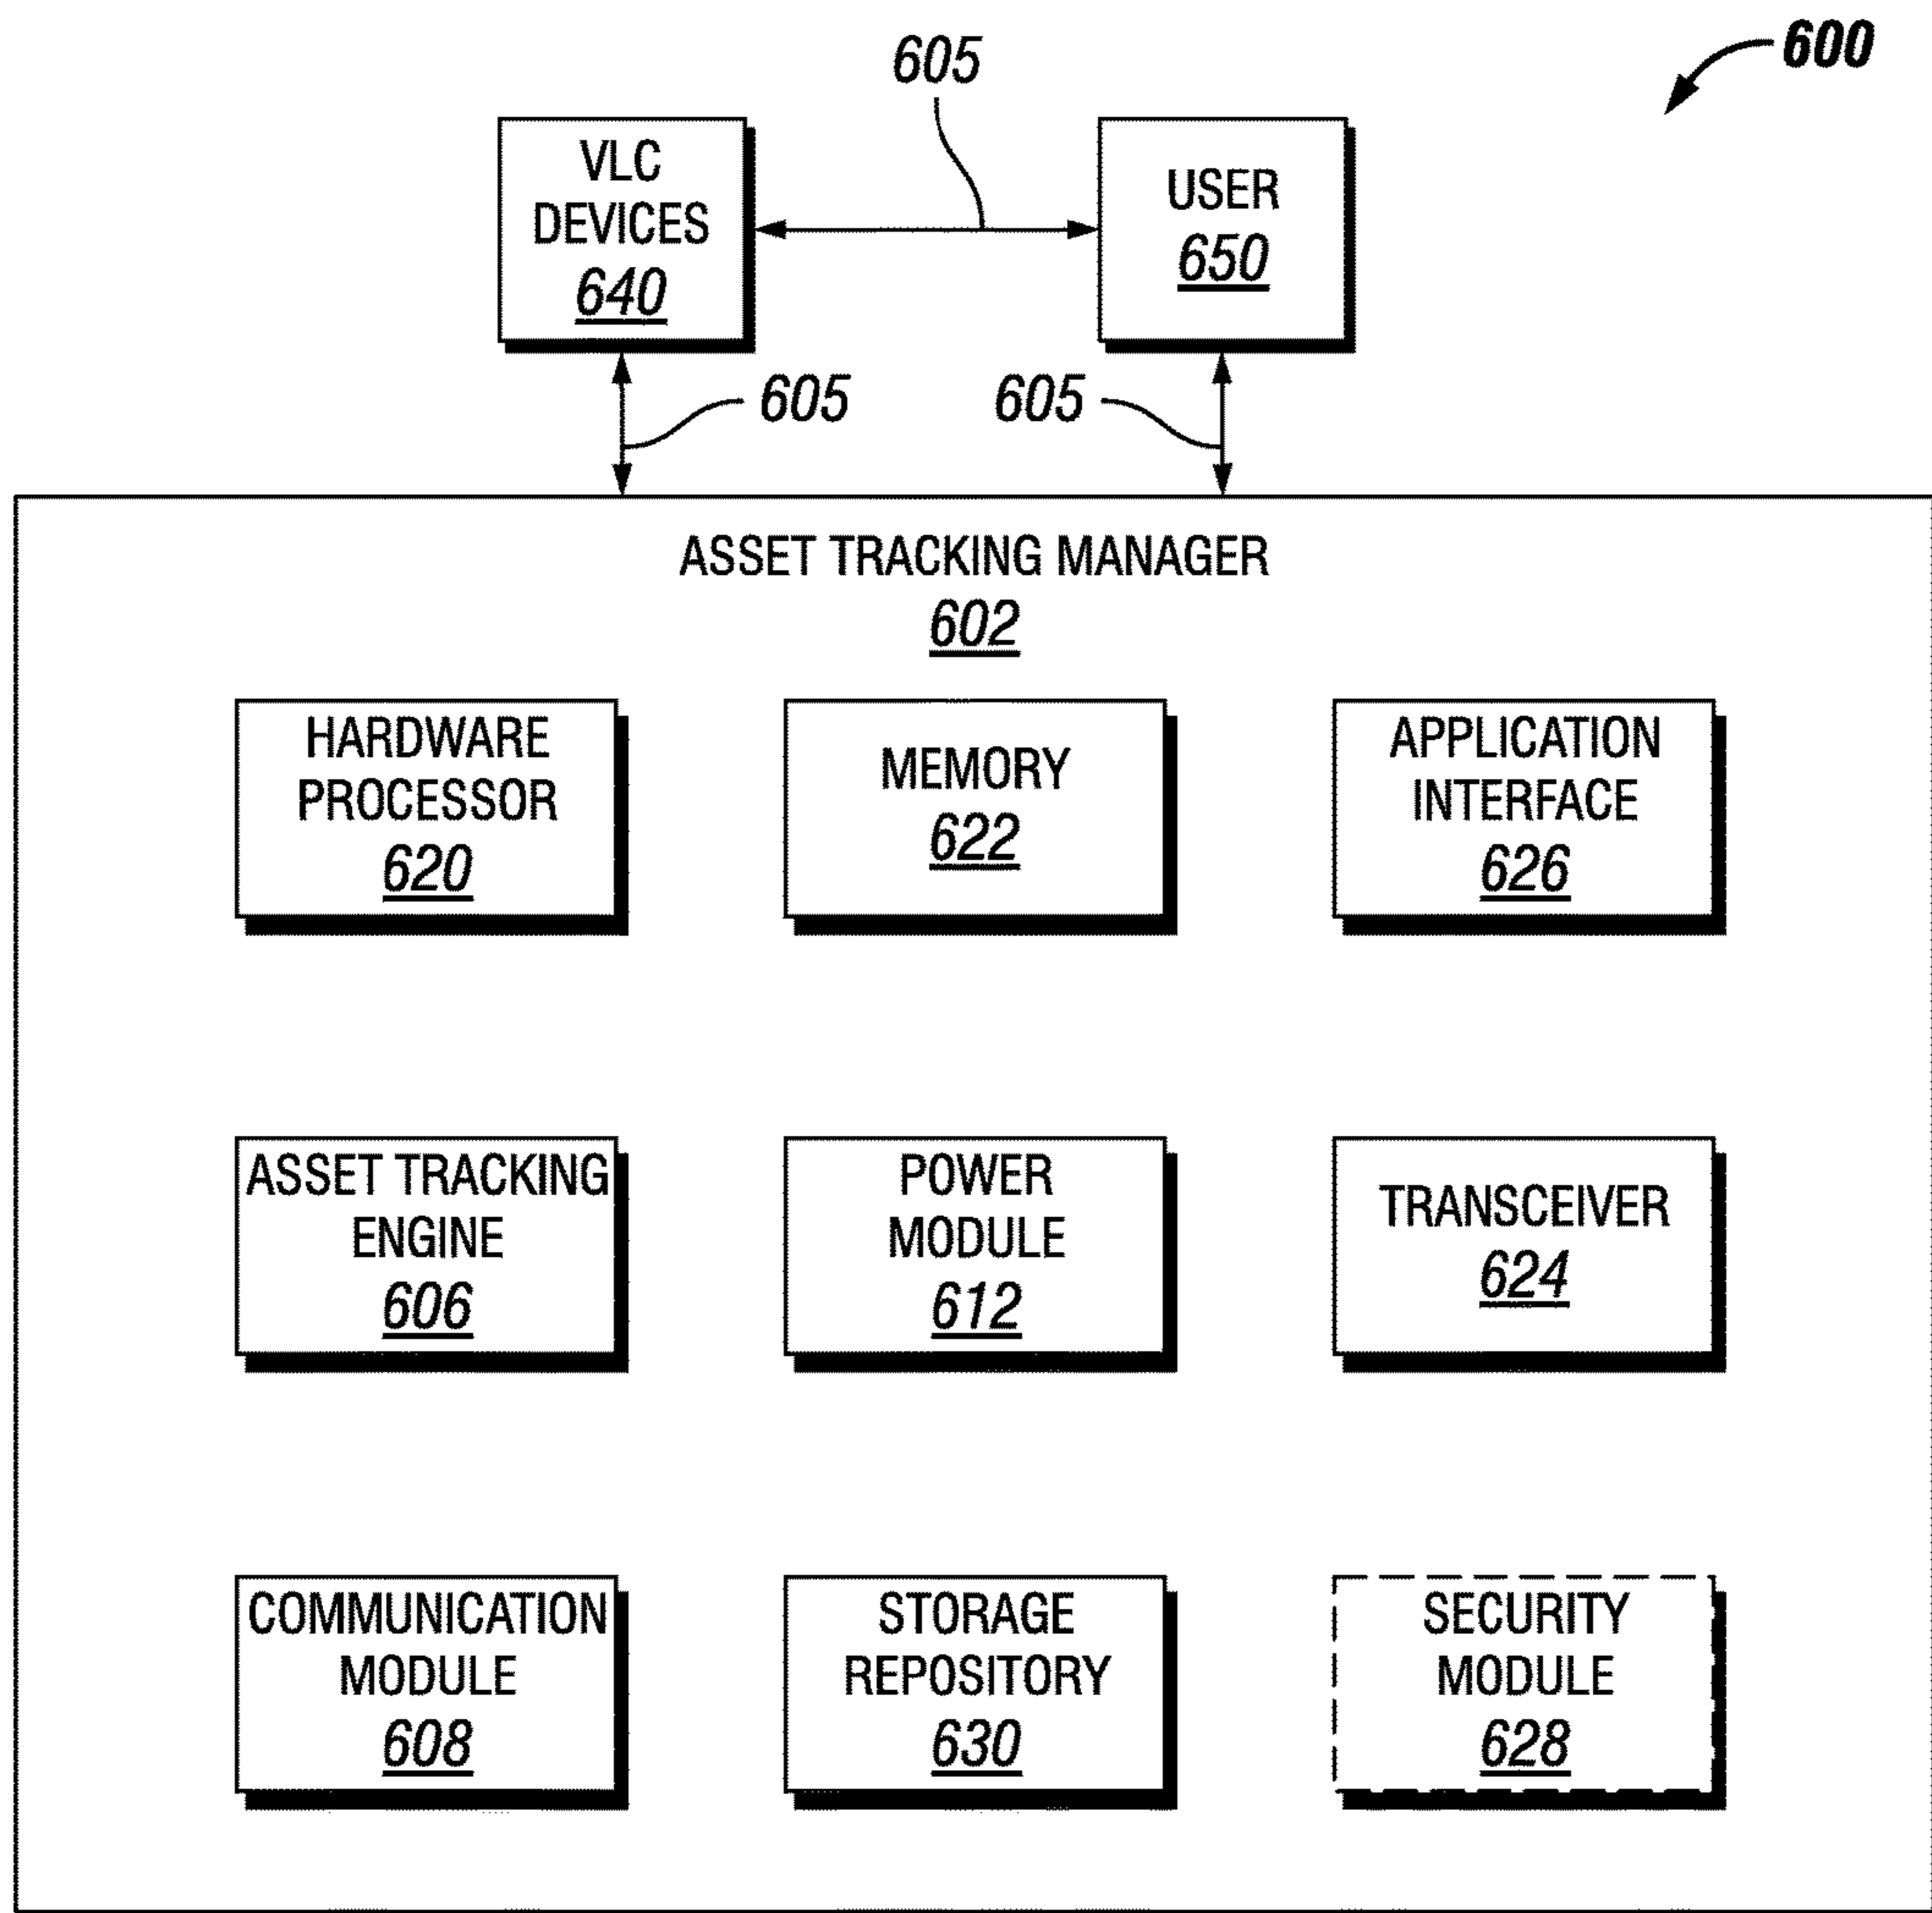 600
605
VLC
DEVICES
640
USER
650
605
605
ASSET TRACKING MANAGER
602
HARDWARE
PROCESSOR
620
MEMORY
622
APPLICATION
INTERFACE
626
ASSET TRACKING
ENGINE
606
POWER
MODULE
612
TRANSCEIVER
624
COMMUNICATION
MODULE
608
STORAGE
REPOSITORY
630
SECURITY
MODULE
628